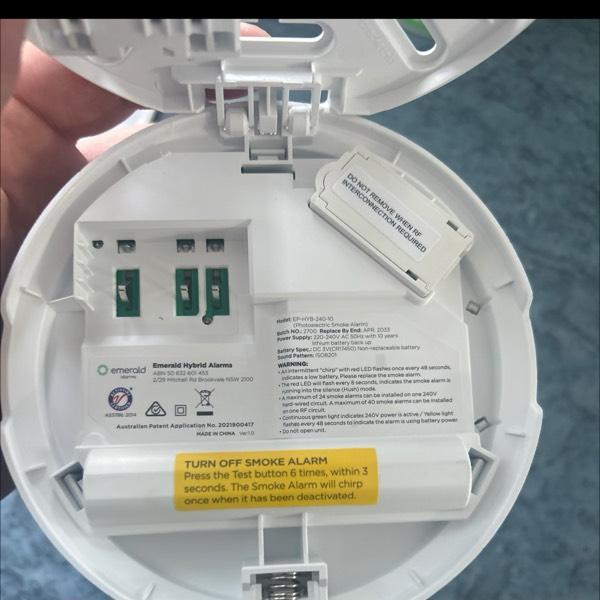 DO NOT REMOVE WHEN RF
INTERCONNECTION REQUIRED
Model: EP-HYB-240-10
(Photoelectric Smoke Alarm)
Batch NO.: 2700 Replace By End: APR. 2033
Power Supply: 220-240V AC 50Hz with 10 years
lithium battery back up
Battery Spec.: DC 3V(CR17450) Non-replaceable battery
Sound Pattern: ISO8201
WARNING:
• An intermittent "chirp" with red LED flashes once every 48 seconds,
indicates a low battery, Please replace the smoke alarm.
• The red LED will flash every 8 seconds, indicates the smoke alarm is
running into the silence (Hush) mode.
• A maximum of 24 smoke alarms can be installed on one 240V
hard-wired circuit. A maximum of 40 smoke alarms can be installed
on one RF circuit.
• Continuous green light indicates 240V power is active / Yellow light
flashes every 48 seconds to indicate the alarm is using battery power.
• Do not open unit.
emerald
alarms
Emerald Hybrid Alarms
ABN 50 632 601 453
2/29 Mitchell Rd Brookvale NSW 2100
AS3786:2014
Australian Patent Application No. 2021900417
MADE IN CHINA Ver1.0
TURN OFF SMOKE ALARM
Press the Test button 6 times, within 3
seconds. The Smoke Alarm will chirp
once when it has been deactivated.